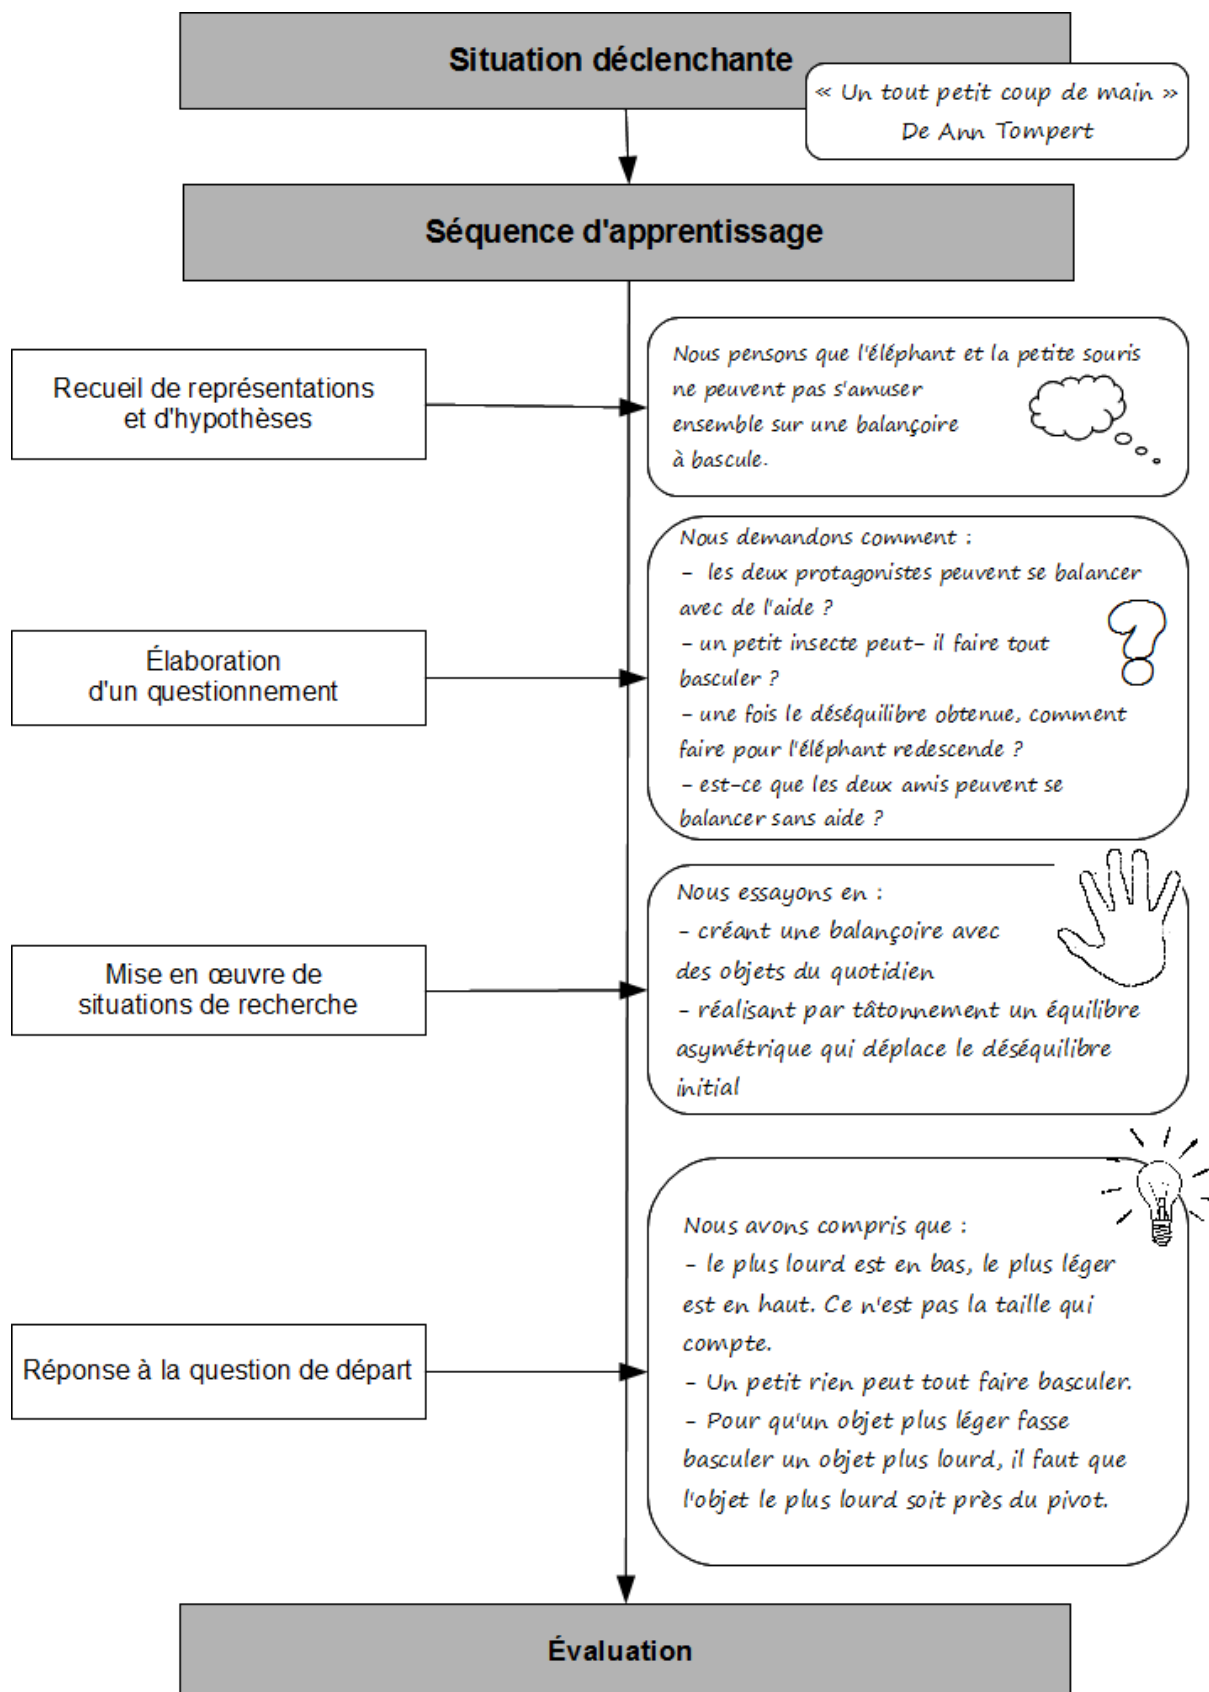 Situation déclenchante
« Un tout petit coup de main »
De Ann Tompert
Séquence d'apprentissage
Recueil de représentations
et d'hypothèses
Nous pensons que l'éléphant et la petite souris
ne peuvent pas s'amuser
ensemble sur une balançoire
à bascule.
Élaboration
d'un questionnement
Nous demandons comment :
- les deux protagonistes peuvent se balancer
avec de l'aide ?
- un petit insecte peut- il faire tout
basculer ?
- une fois le déséquilibre obtenue, comment
faire pour l'éléphant redescende ?
- est-ce que les deux amis peuvent se
balancer sans aide ?
Mise en œuvre de
situations de recherche
Nous essayons en :
- créant une balançoire avec
des objets du quotidien
- réalisant par tâtonnement un équilibre
asymétrique qui déplace le déséquilibre
initial
Réponse à la question de départ
Nous avons compris que :
- le plus lourd est en bas, le plus léger
est en haut. Ce n'est pas la taille qui
compte.
- Un petit rien peut tout faire basculer.
- Pour qu'un objet plus léger fasse
basculer un objet plus lourd, il faut que
l'objet le plus lourd soit près du pivot.
Évaluation